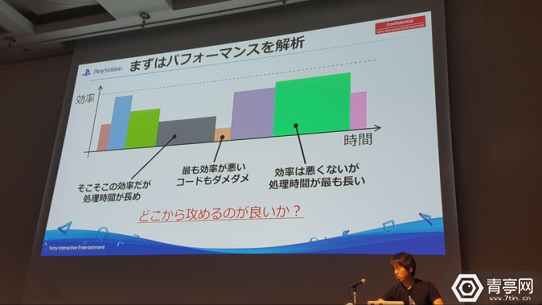 PlayStation
まずはパフォーマンスを解析
Confidential
Sony Interactive Entertainment
効率
時間
そこそこの効率だが
処理時間が長め
最も効率が悪い
コードもダメダメ
効率は悪くないが
処理時間が最も長い
どこから攻めるのが良いか？
Sony Interactive Entertainment
青亭网
www.7tin.cn